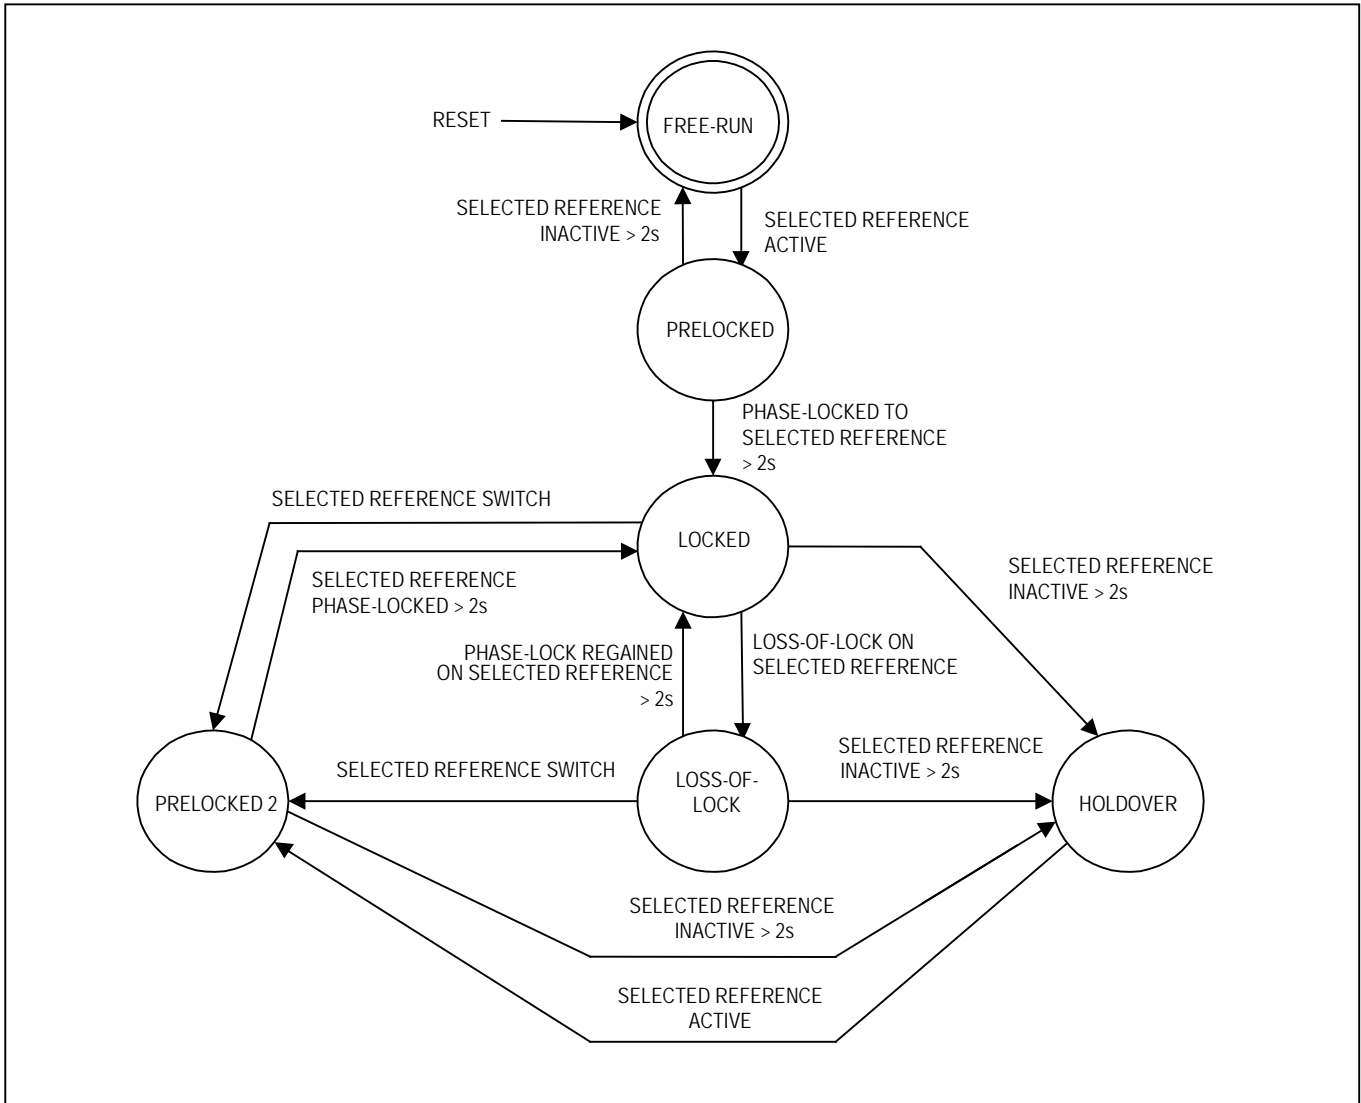 RESET
FREE-RUN
SELECTED REFERENCE
INACTIVE > 2s
SELECTED REFERENCE
ACTIVE
PRELOCKED
PHASE-LOCKED TO
SELECTED REFERENCE
> 2s
SELECTED REFERENCE SWITCH
LOCKED
SELECTED REFERENCE
PHASE-LOCKED > 2s
SELECTED REFERENCE
INACTIVE > 2s
PHASE-LOCK REGAINED
ON SELECTED REFERENCE
> 2s
LOSS-OF-LOCK ON
SELECTED REFERENCE
SELECTED REFERENCE SWITCH
SELECTED REFERENCE
INACTIVE > 2s
PRELOCKED 2
LOSS-OF-
LOCK
HOLDOVER
SELECTED REFERENCE
INACTIVE > 2s
SELECTED REFERENCE
ACTIVE